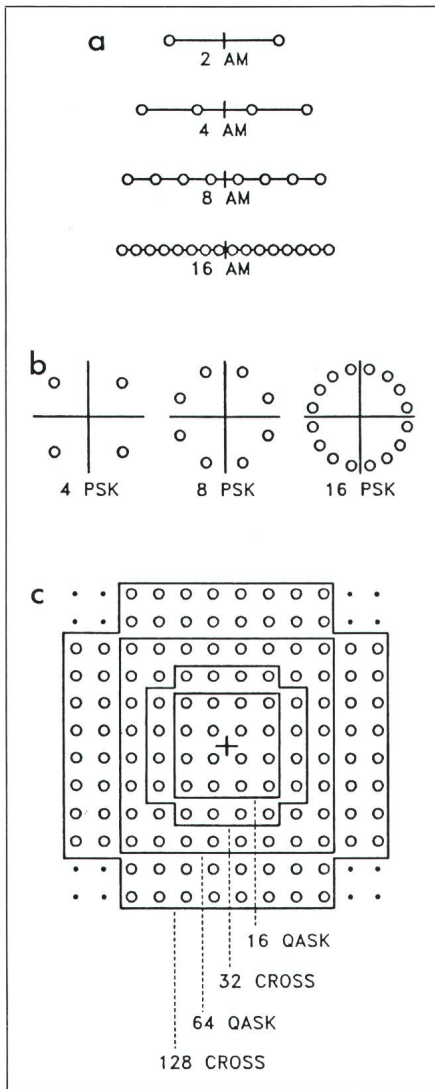 a
2 AM
4 AM
8 AM
16 AM
b
4 PSK 8 PSK 16 PSK
c
16 QASK
32 CROSS
64 QASK
128 CROSS